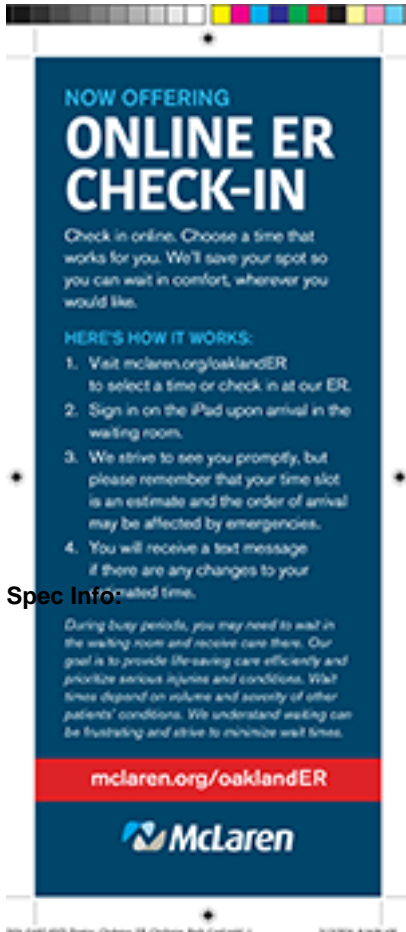 NOW OFFERING
ONLINE ER
CHECK-IN
Check in online. Choose a time that
works for you. We'll save your spot so
you can wait in comfort, wherever you
would like.
HERE'S HOW IT WORKS:
1. Visit mclaren.org/oaklandER
to select a time or check in at our ER.
2. Sign in on the iPad upon arrival in the
waiting room.
3. We strive to see you promptly, but
please remember that your time slot
is an estimate and the order of arrival
may be affected by emergencies.
4. You will receive a text message
if there are any changes to your
Spec Info:
time.
During busy periods, you may need to wait in
the waiting room and receive care there. Our
goal is to provide life-saving care efficiently and
prioritize serious injuries and conditions. Wait
times depend on volume and severity of other
patients' conditions. We understand waiting can
be frustrating and strive to minimize wait times.
mclaren.org/oaklandER
McLaren